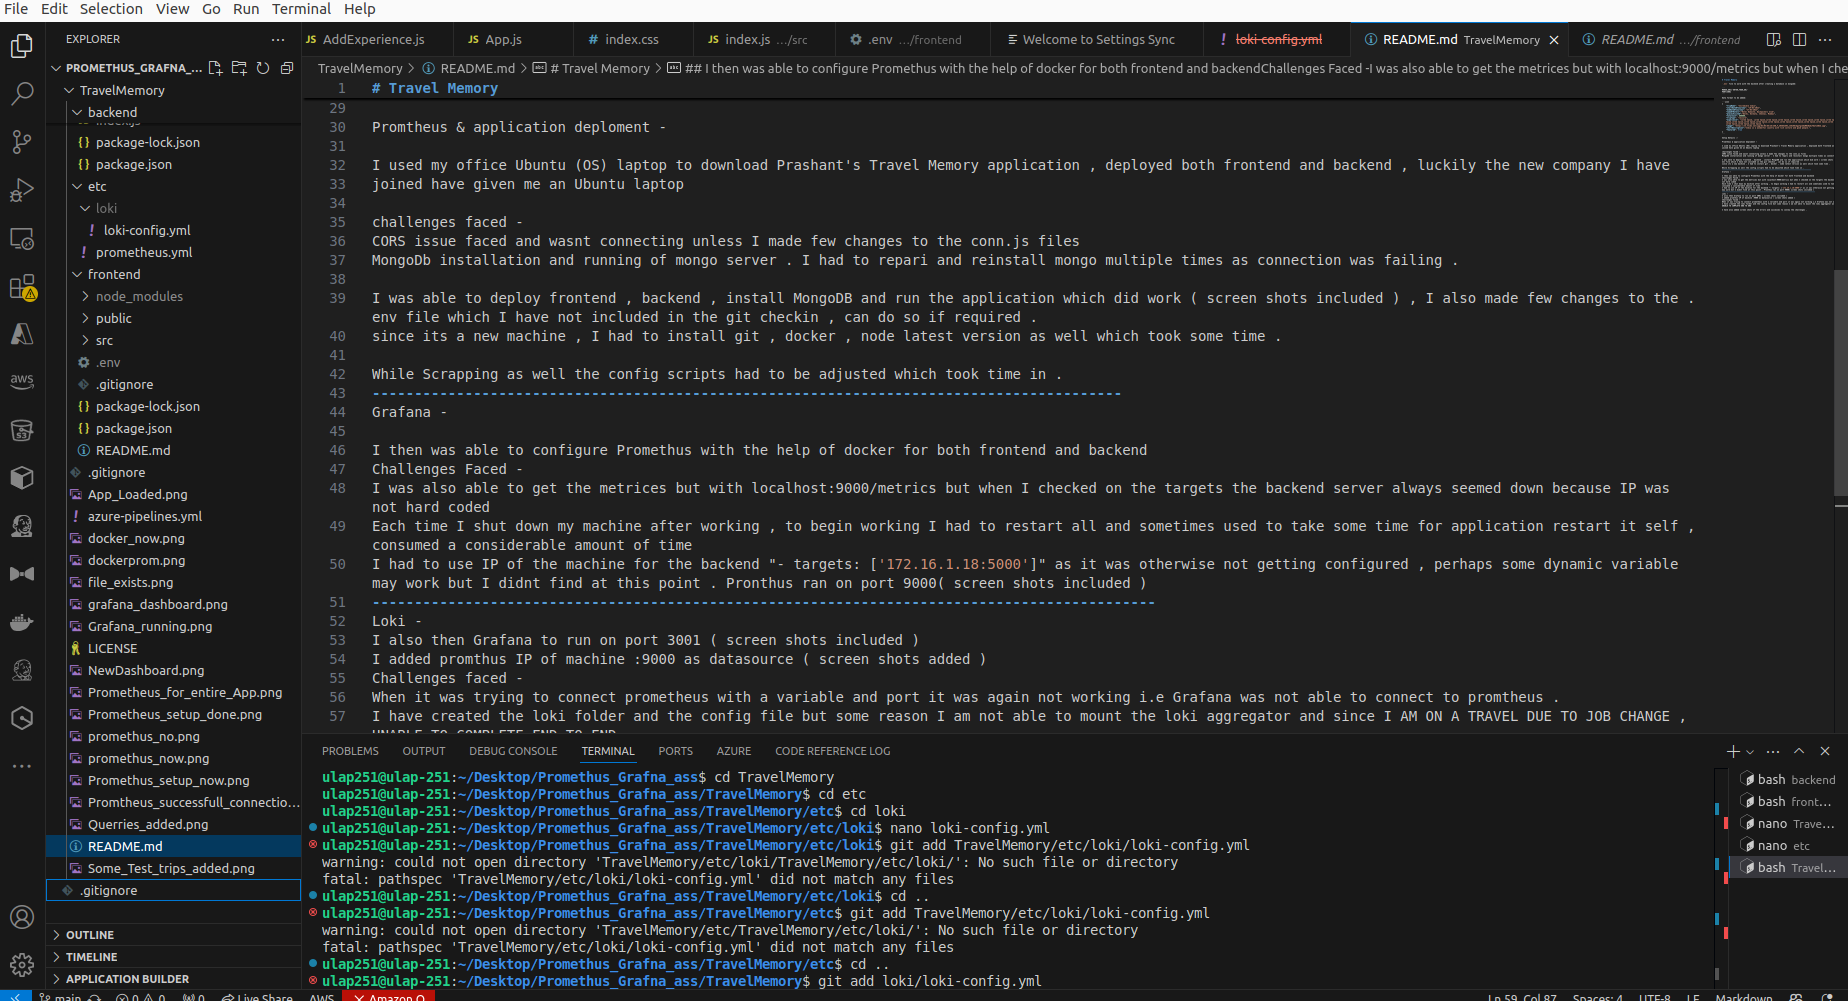 File Edit Selection View Go Run Terminal Help
EXPLORER
PROMETHUS_GRAFNA_...
TravelMemory
backend
package-lock.json
package.json
etc
loki
loki-config.yml
prometheus.yml
frontend
node_modules
public
src
.env
.gitignore
package-lock.json
package.json
README.md
.gitignore
App_Loaded.png
azure-pipelines.yml
docker_now.png
dockerprom.png
file_exists.png
grafana_dashboard.png
Grafana_running.png
LICENSE
NewDashboard.png
Prometheus_for_entire_App.png
Prometheus_setup_done.png
promethus_no.png
promethus_now.png
Promethus_setup_now.png
Promtheus_successfull_connectio...
Querries_added.png
README.md
Some_Test_trips_added.png
.gitignore
OUTLINE
TIMELINE
APPLICATION BUILDER
aws
S3
JS AddExperience.js JS App.js # index.css JS index.js .../src .env .../frontend Welcome to Settings Sync ! loki-config.yml README.md TravelMemory README.md .../frontend
TravelMemory > README.md > # Travel Memory > ## I then was able to configure Promethus with the help of docker for both frontend and backendChallenges Faced -I was also able to get the metrices but with localhost:9000/metrics but when I che
1 # Travel Memory
29
30 Promtheus & application deploment -
31
32 I used my office Ubuntu (OS) laptop to download Prashant's Travel Memory application , deployed both frontend and backend , luckily the new company I have
33 joined have given me an Ubuntu laptop
34
35 challenges faced -
36 CORS issue faced and wasnt connecting unless I made few changes to the conn.js files
37 MongoDb installation and running of mongo server . I had to repari and reinstall mongo multiple times as connection was failing .
38
39 I was able to deploy frontend , backend , install MongoDB and run the application which did work ( screen shots included ) , I also made few changes to the .
env file which I have not included in the git checkin , can do so if required .
40 since its a new machine , I had to install git , docker , node latest version as well which took some time .
41
42 While Scrapping as well the config scripts had to be adjusted which took time in .
43 -----------------------------------------------------------------------------------------
44 Grafana -
45
46 I then was able to configure Promethus with the help of docker for both frontend and backend
47 Challenges Faced -
48 I was also able to get the metrices but with localhost:9000/metrics but when I checked on the targets the backend server always seemed down because IP was
not hard coded
49 Each time I shut down my machine after working , to begin working I had to restart all and sometimes used to take some time for application restart it self ,
consumed a considerable amount of time
50 I had to use IP of the machine for the backend "- targets: ['172.16.1.18:5000']" as it was otherwise not getting configured , perhaps some dynamic variable
may work but I didnt find at this point . Pronthus ran on port 9000( screen shots included )
51 ---------------------------------------------------------------------------------------------
52 Loki -
53 I also then Grafana to run on port 3001 ( screen shots included )
54 I added promthus IP of machine :9000 as datasource ( screen shots added )
55 Challenges faced -
56 When it was trying to connect prometheus with a variable and port it was again not working i.e Grafana was not able to connect to promtheus .
57 I have created the loki folder and the config file but some reason I am not able to mount the loki aggregator and since I AM ON A TRAVEL DUE TO JOB CHANGE ,
UNABLE TO COMPLETE END TO END
PROBLEMS OUTPUT DEBUG CONSOLE TERMINAL PORTS AZURE CODE REFERENCE LOG
ulap251@ulap-251:~/Desktop/Promethus_Grafna_ass$ cd TravelMemory
ulap251@ulap-251:~/Desktop/Promethus_Grafna_ass/TravelMemory$ cd etc
ulap251@ulap-251:~/Desktop/Promethus_Grafna_ass/TravelMemory/etc$ cd loki
ulap251@ulap-251:~/Desktop/Promethus_Grafna_ass/TravelMemory/etc/loki$ nano loki-config.yml
ulap251@ulap-251:~/Desktop/Promethus_Grafna_ass/TravelMemory/etc/loki$ git add TravelMemory/etc/loki/loki-config.yml
warning: could not open directory 'TravelMemory/etc/loki/TravelMemory/etc/loki/': No such file or directory
fatal: pathspec 'TravelMemory/etc/loki/loki-config.yml' did not match any files
ulap251@ulap-251:~/Desktop/Promethus_Grafna_ass/TravelMemory/etc/loki$ cd ..
ulap251@ulap-251:~/Desktop/Promethus_Grafna_ass/TravelMemory/etc$ git add TravelMemory/etc/loki/loki-config.yml
warning: could not open directory 'TravelMemory/etc/TravelMemory/etc/loki/': No such file or directory
fatal: pathspec 'TravelMemory/etc/loki/loki-config.yml' did not match any files
ulap251@ulap-251:~/Desktop/Promethus_Grafna_ass/TravelMemory/etc$ cd ..
ulap251@ulap-251:~/Desktop/Promethus_Grafna_ass/TravelMemory$ git add loki/loki-config.yml
bash backend
bash front...
nano Trave...
nano etc
bash Travel...
main 0 0 0 Live Share AWS Amazon Q Ln 59, Col 87 Spaces: 4 UTF-8 LF Markdown